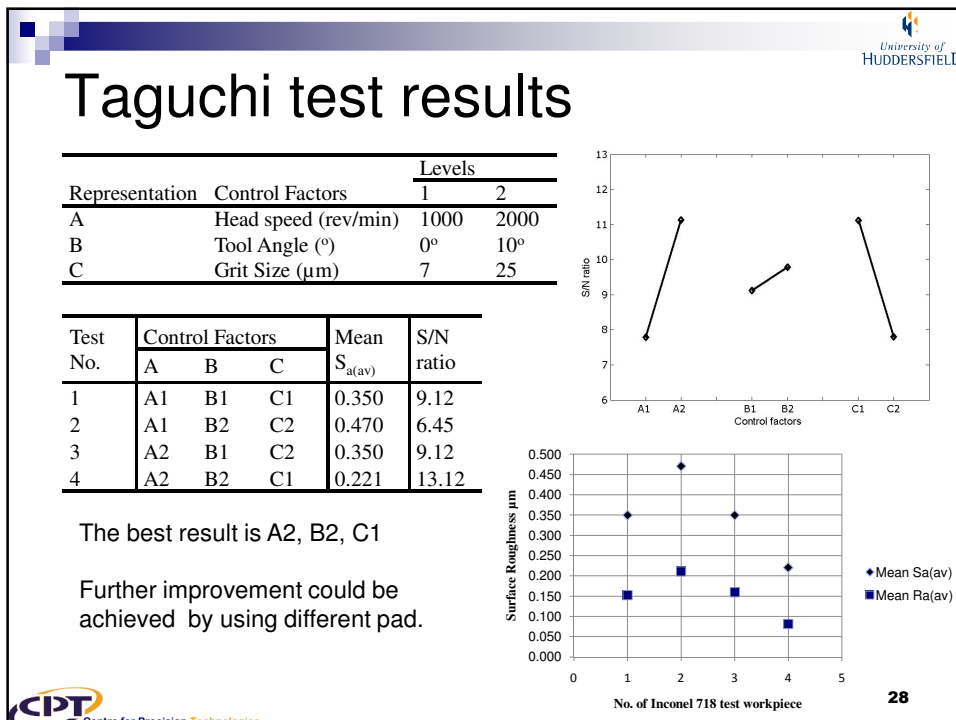 University of
HUDDERSFIELD
Taguchi test results
Levels
Representation Control Factors 1 2
A Head speed (rev/min) 1000 2000
B Tool Angle (°) 0° 10°
C Grit Size (µm) 7 25
Test No. Control Factors Mean Sa(av) S/N ratio
A B C
1 A1 B1 C1 0.350 9.12
2 A1 B2 C2 0.470 6.45
3 A2 B1 C2 0.350 9.12
4 A2 B2 C1 0.221 13.12
The best result is A2, B2, C1
Further improvement could be
achieved by using different pad.
13
12
11
10
9
8
7
6
S/N ratio
A1 A2 B1 B2 C1 C2
Control factors
0.500
0.450
0.400
0.350
0.300
0.250
0.200
0.150
0.100
0.050
0.000
Surface Roughness µm
0 1 2 3 4 5
No. of Inconel 718 test workpiece
Mean Sa(av)
Mean Ra(av)
CPT
Centre for Precision Technologies
28